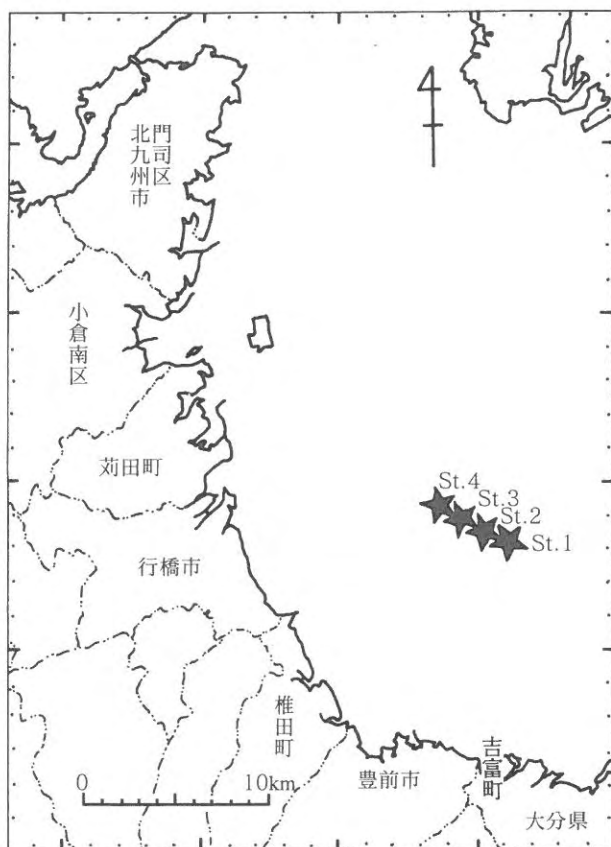 門司区
北九州市
小倉南区
苅田町
行橋市
椎田町
豊前市
吉富町
大分県
St.4
St.3
St.2
St.1
0
10km